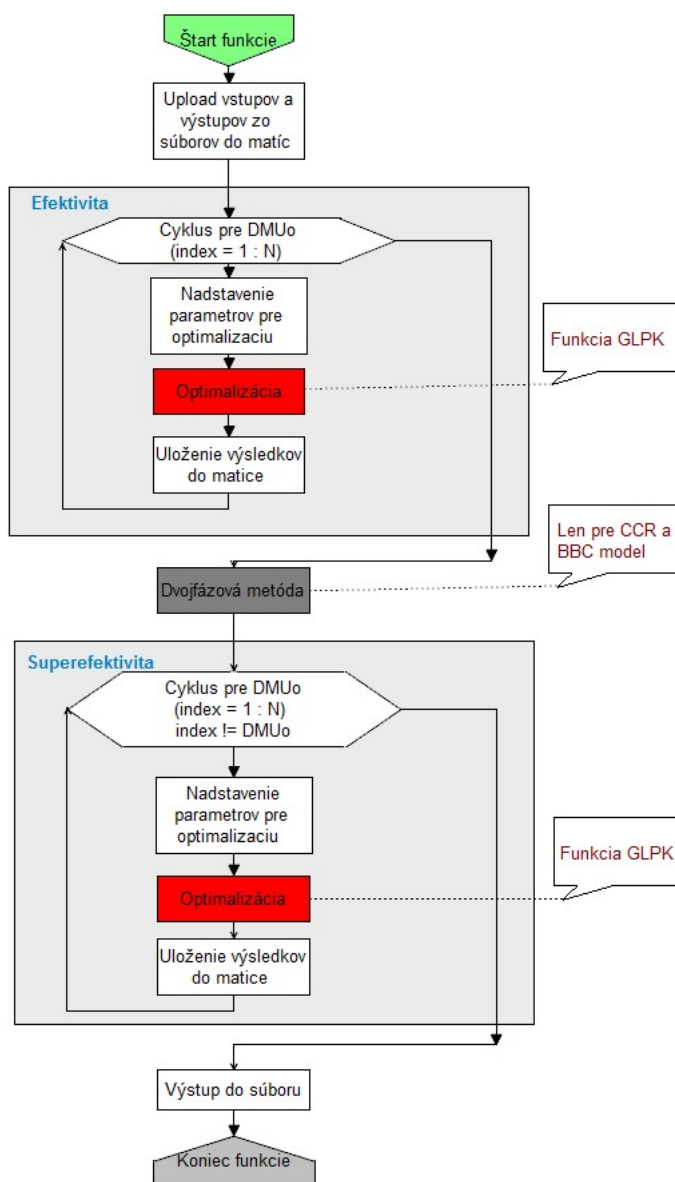 Štart funkcie
Upload vstupov a
výstupov zo
súborov do matíc
Efektivita
Cyklus pre DMUo
(index = 1 : N)
Nadstavenie
parametrov pre
optimalizaciu
Funkcia GLPK
Optimalizácia
Uloženie výsledkov
do matice
Len pre CCR a
BBC model
Dvojfázová metóda
Superefektivita
Cyklus pre DMUo
(index = 1 : N)
index != DMUo
Nadstavenie
parametrov pre
optimalizaciu
Funkcia GLPK
Optimalizácia
Uloženie výsledkov
do matice
Výstup do súboru
Koniec funkcie